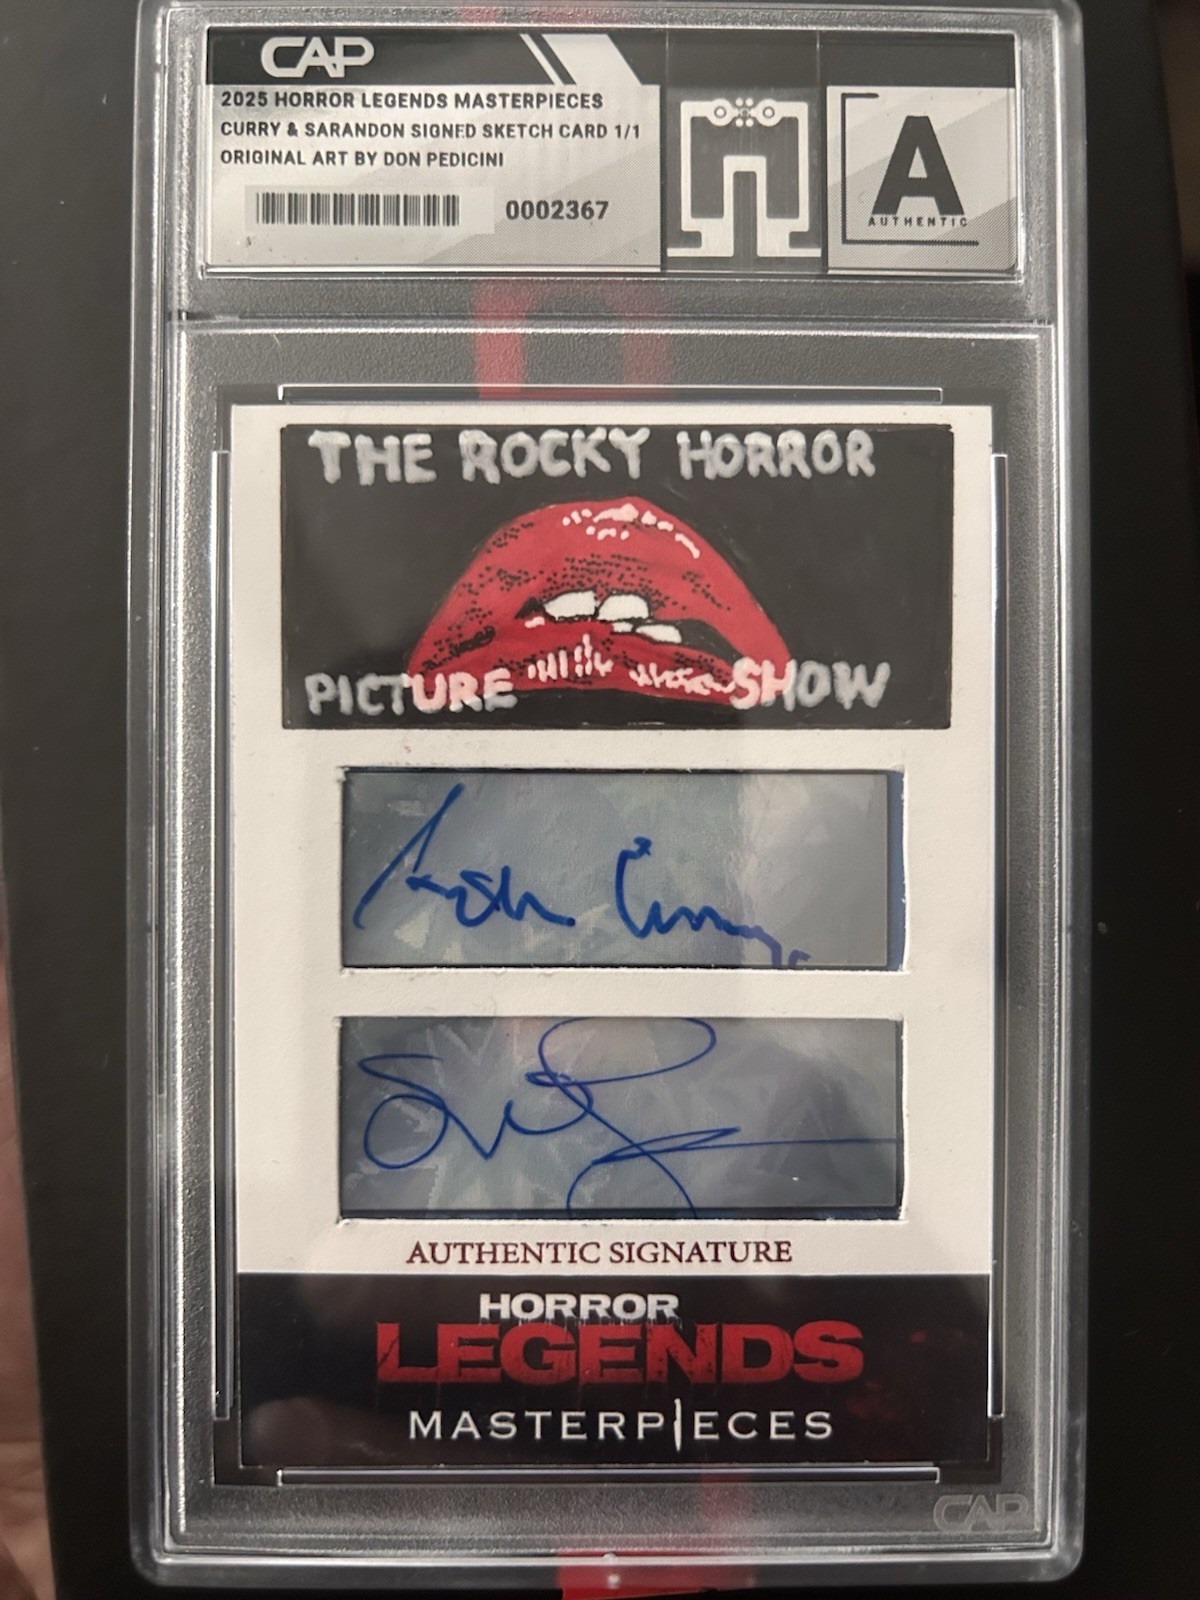 CAP
2025 HORROR LEGENDS MASTERPIECES
CURRY & SARANDON SIGNED SKETCH CARD 1/1
ORIGINAL ART BY DON PEDICINI
0002367
A
AUTHENTIC
THE ROCKY HORROR
PICTURE SHOW
AUTHENTIC SIGNATURE
HORROR
LEGENDS
MASTERPIECES
CAP